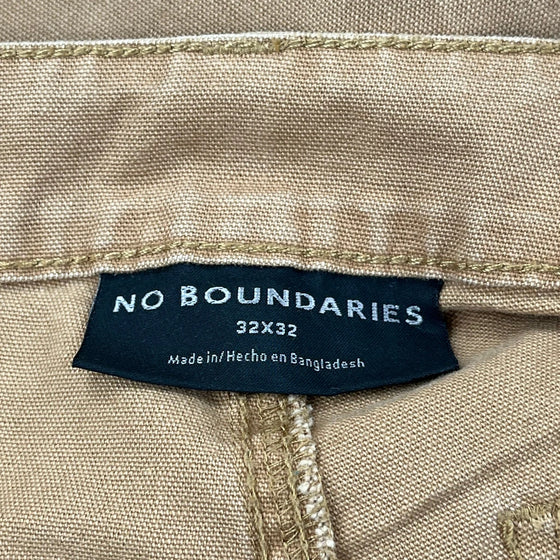 NO BOUNDARIES
32X32
Made in/Hecho en Bangladesh